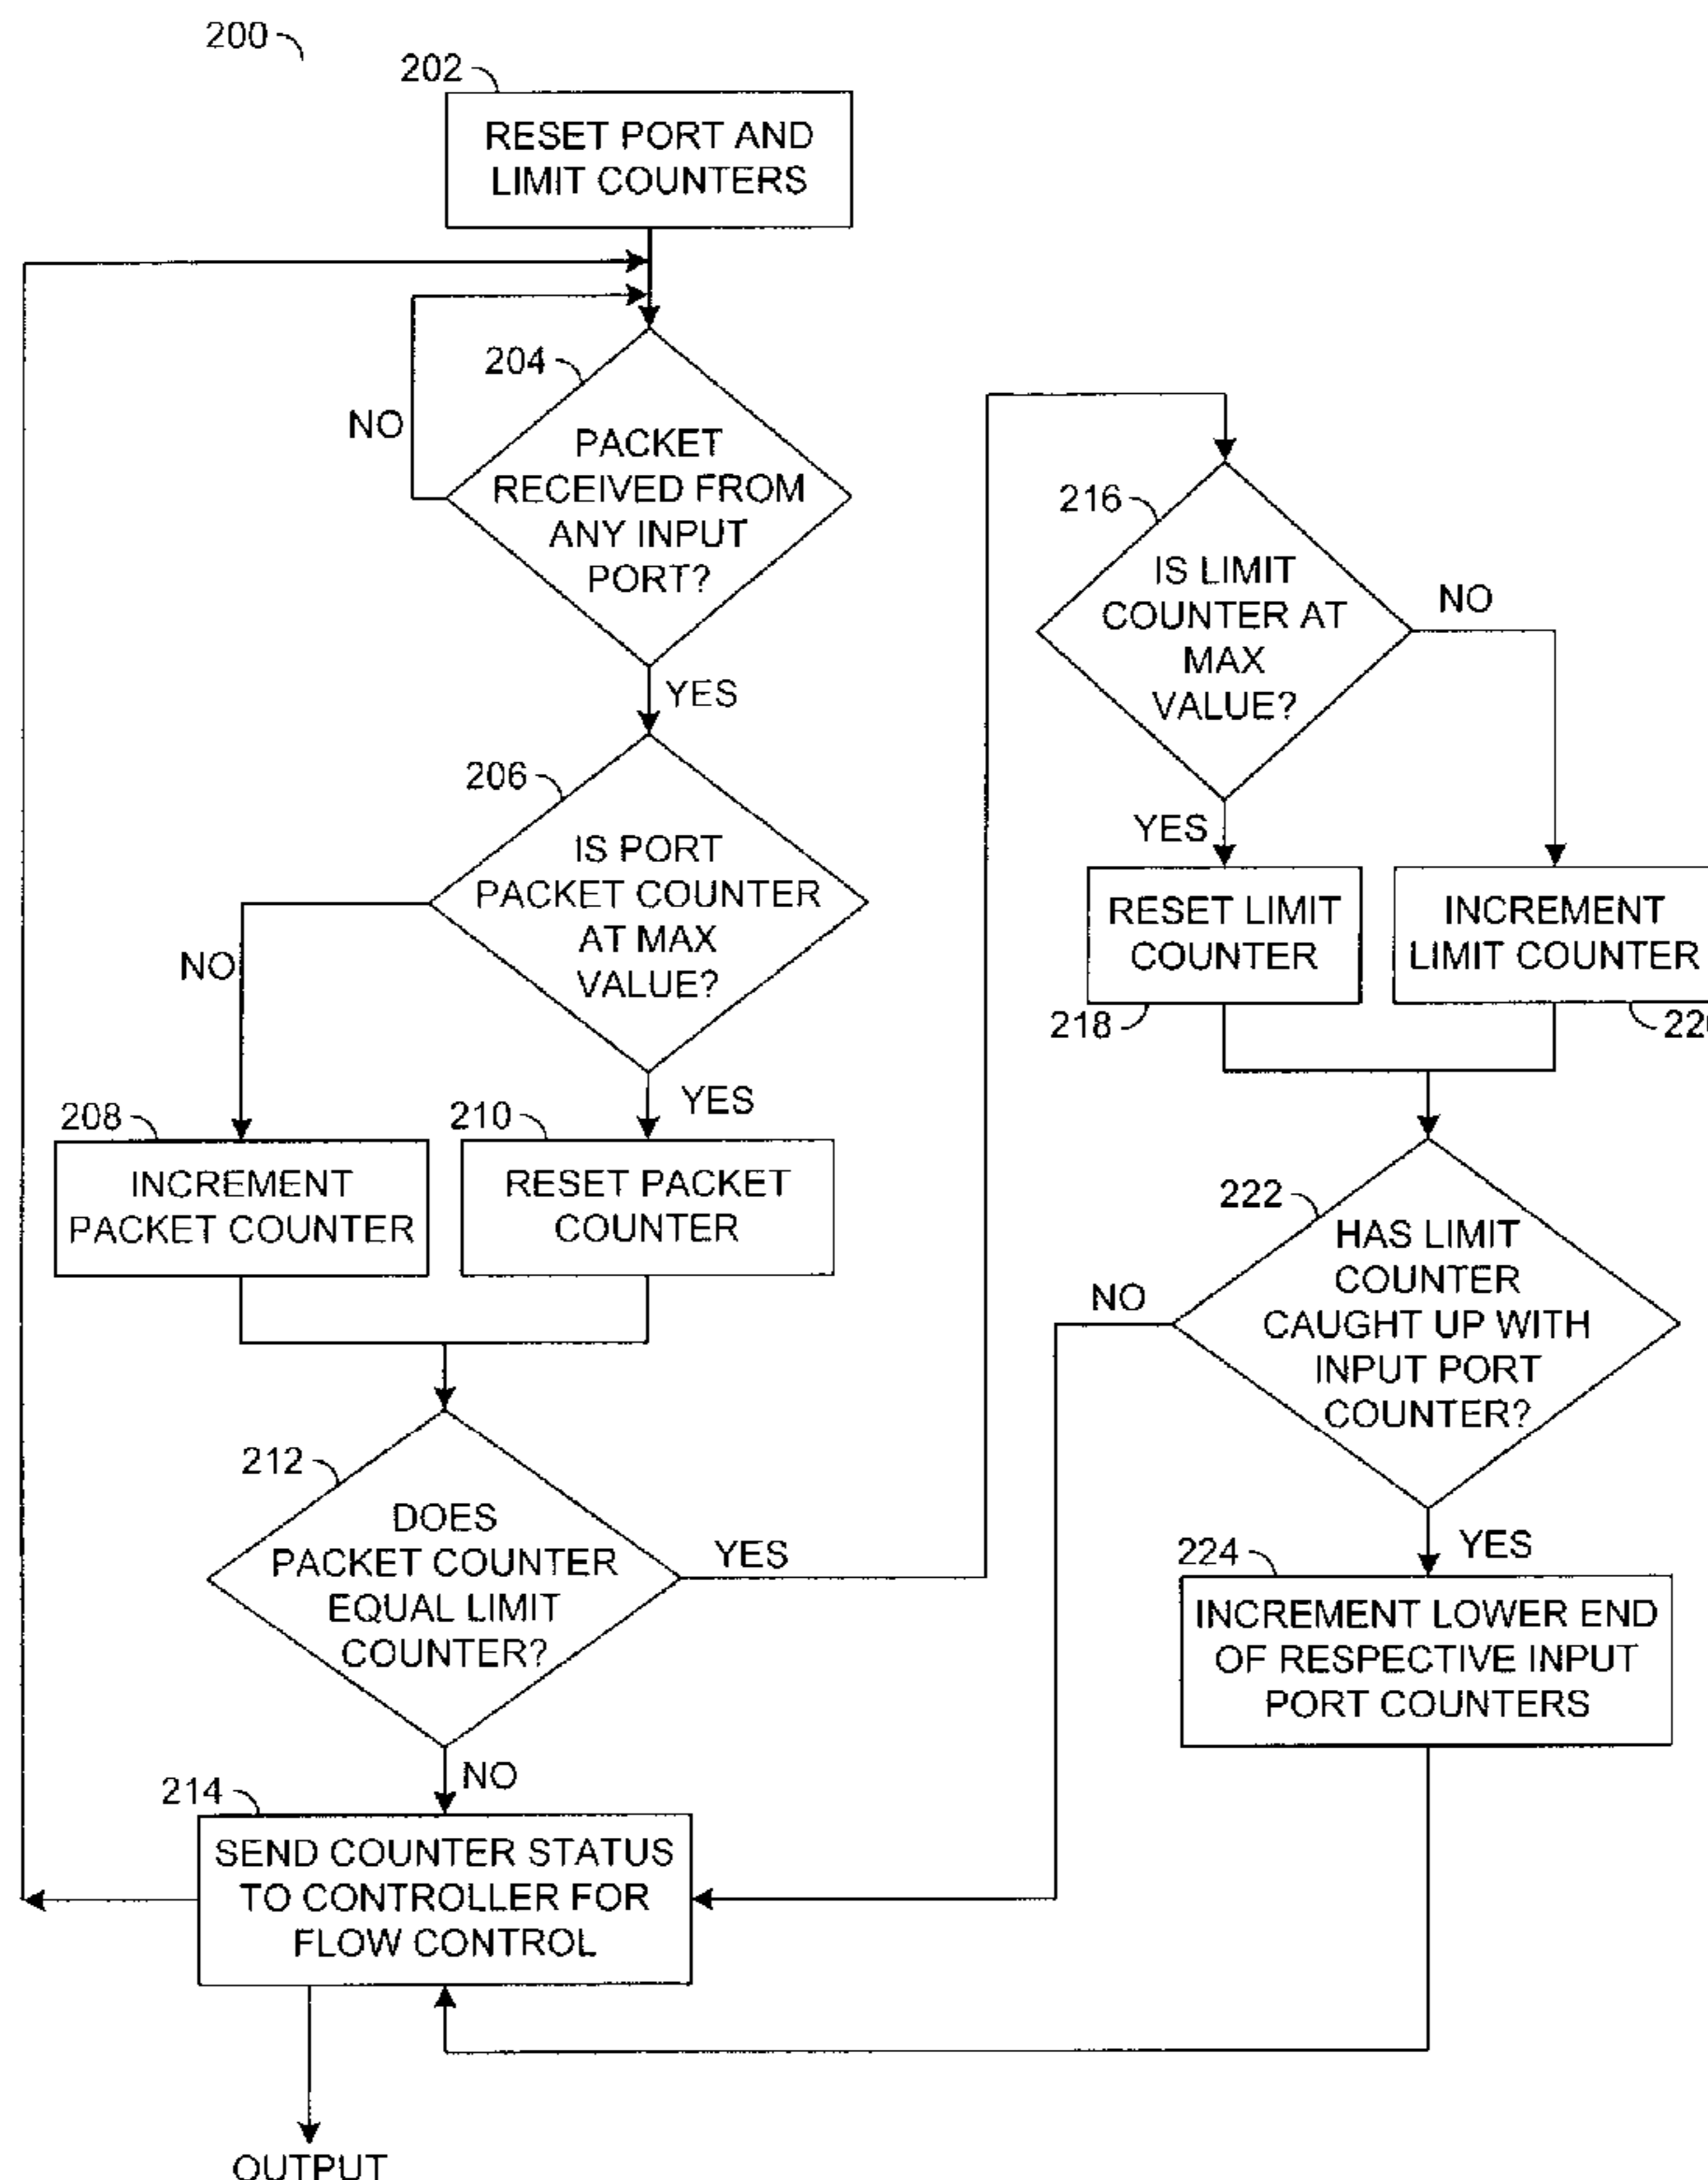 200
202
RESET PORT AND
LIMIT COUNTERS
204
NO
PACKET
RECEIVED FROM
ANY INPUT
PORT?
YES
206
IS PORT
PACKET COUNTER
AT MAX
VALUE?
NO
YES
208
INCREMENT
PACKET COUNTER
210
RESET PACKET
COUNTER
212
DOES
PACKET COUNTER
EQUAL LIMIT
COUNTER?
YES
NO
214
SEND COUNTER STATUS
TO CONTROLLER FOR
FLOW CONTROL
OUTPUT
216
IS LIMIT
COUNTER AT
MAX
VALUE?
NO
YES
RESET LIMIT
COUNTER
218
INCREMENT
LIMIT COUNTER
222
HAS LIMIT
COUNTER
CAUGHT UP WITH
INPUT PORT
COUNTER?
NO
YES
224
INCREMENT LOWER END
OF RESPECTIVE INPUT
PORT COUNTERS